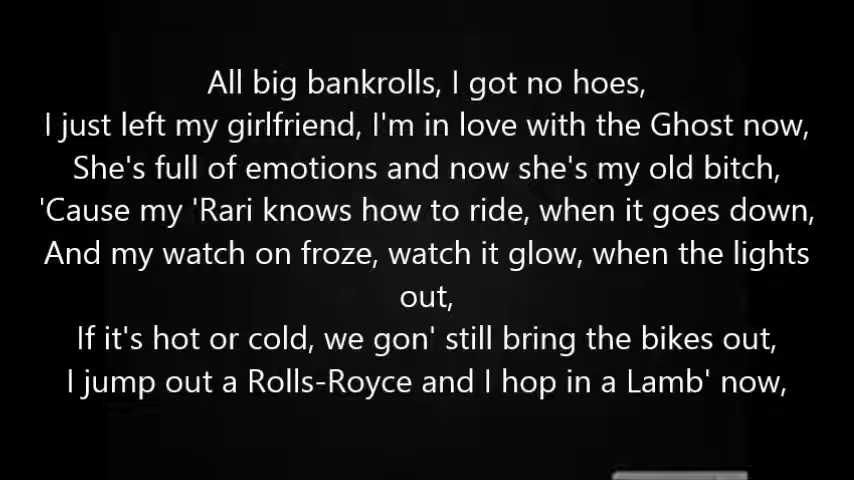 All big bankrolls, I got no hoes,
I just left my girlfriend, I'm in love with the Ghost now,
She's full of emotions and now she's my old bitch,
'Cause my 'Rari knows how to ride, when it goes down,
And my watch on froze, watch it glow, when the lights
out,
If it's hot or cold, we gon' still bring the bikes out,
I jump out a Rolls-Royce and I hop in a Lamb' now,